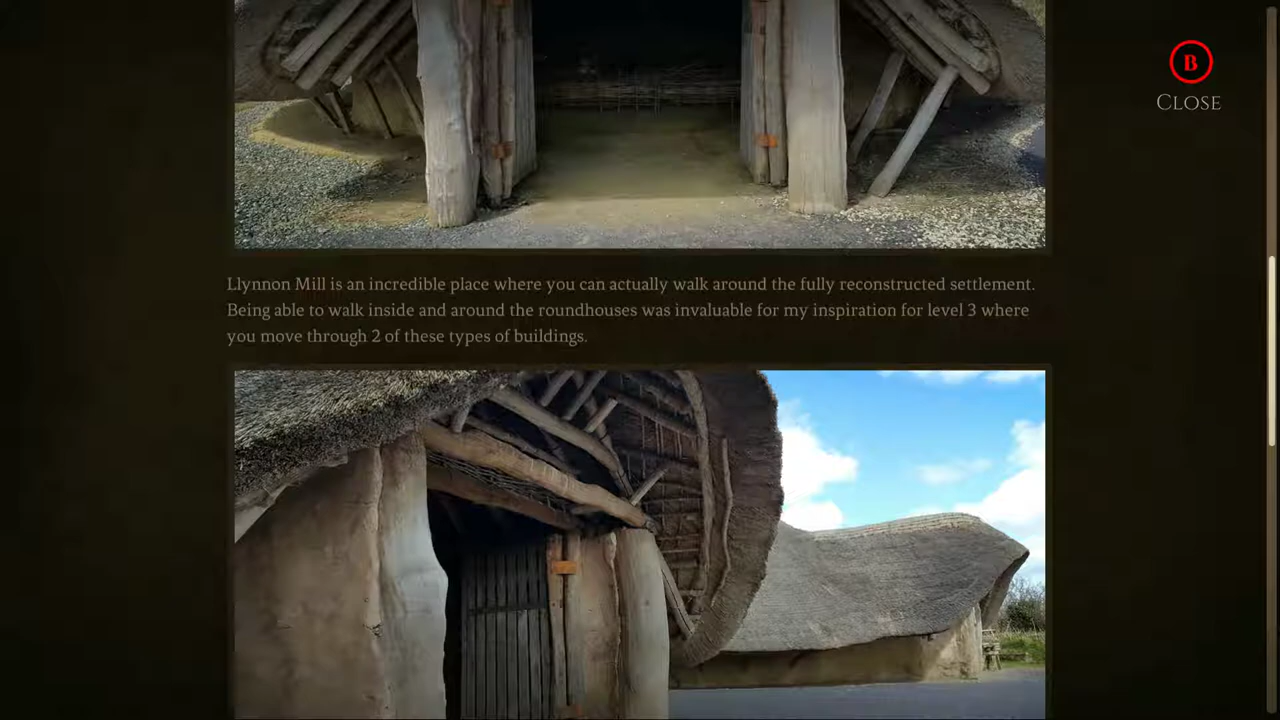 B
CLOSE
Llynnon Mill is an incredible place where you can actually walk around the fully reconstructed settlement.
Being able to walk inside and around the roundhouses was invaluable for my inspiration for level 3 where
you move through 2 of these types of buildings.